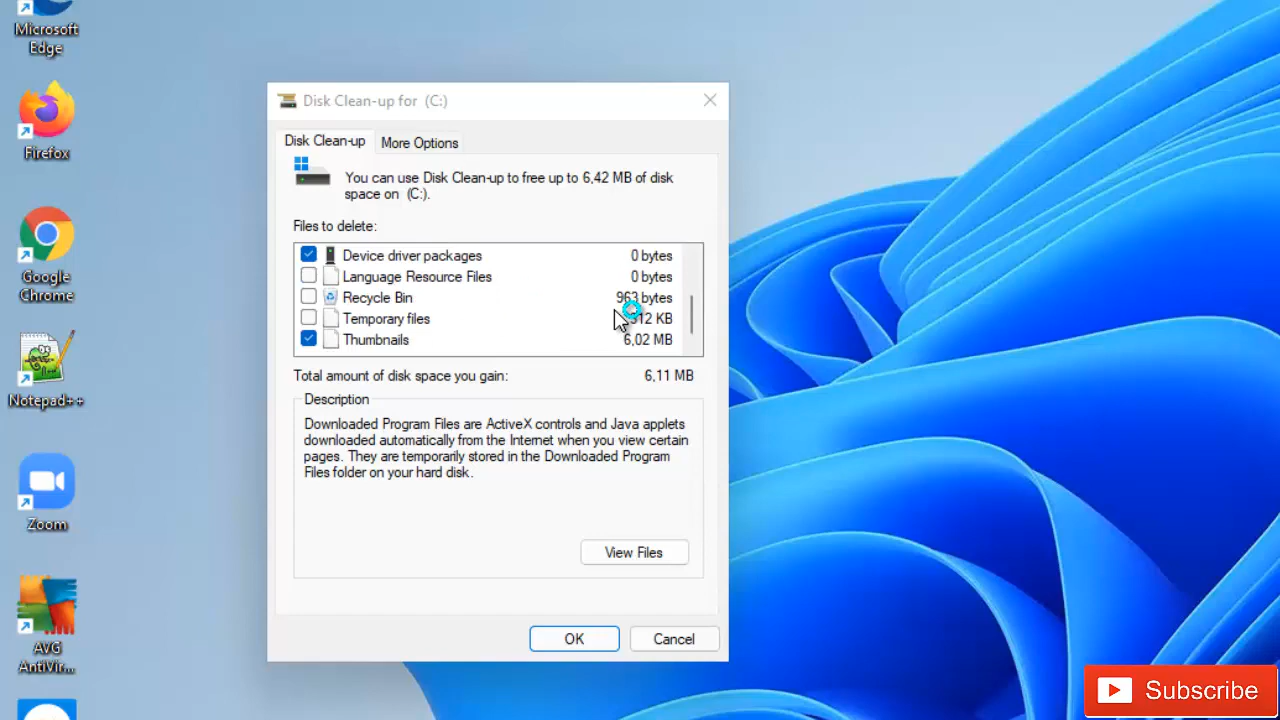 Microsoft
Edge
Firefox
Google
Chrome
Notepad++
Zoom
AVG
AntiVir...
Disk Clean-up for (C:)
Disk Clean-up
More Options
You can use Disk Clean-up to free up to 6,42 MB of disk
space on (C:).
Files to delete:
Device driver packages 0 bytes
Language Resource Files 0 bytes
Recycle Bin 963 bytes
Temporary files KB
Thumbnails 6,02 MB
Total amount of disk space you gain: 6,11 MB
Description
Downloaded Program Files are ActiveX controls and Java applets
downloaded automatically from the Internet when you view certain
pages. They are temporarily stored in the Downloaded Program
Files folder on your hard disk.
View Files
OK
Cancel
Subscribe